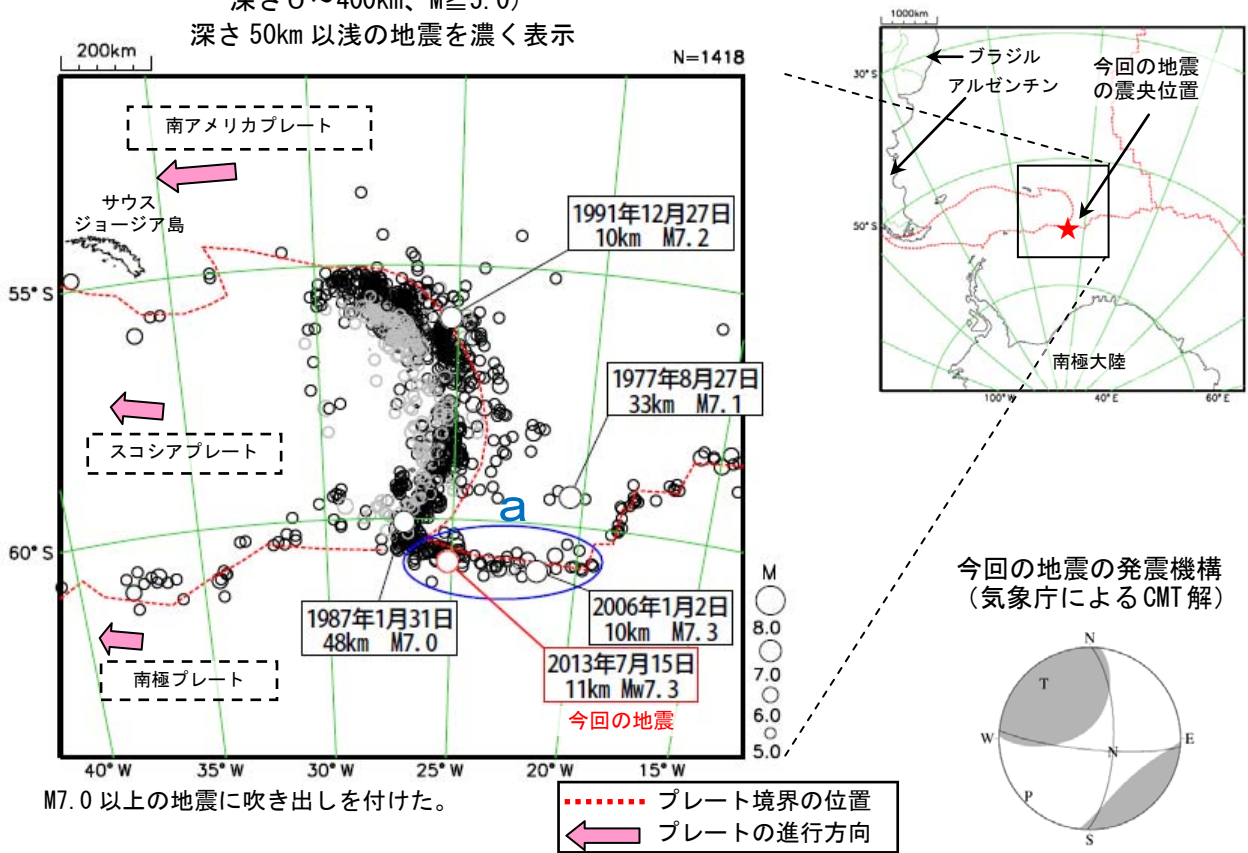 深さ0～400km、M≧5.0)
深さ 50km 以浅の地震を濃く表示
200km
N=1418
南アメリカプレート
サウス
ジョージア島
1991年12月27日
10km M7.2
55°S
1977年8月27日
33km M7.1
スコシアプレート
a
60°S
1987年1月31日
48km M7.0
2006年1月2日
10km M7.3
2013年7月15日
11km Mw7.3
今回の地震
南極プレート
M
8.0
7.0
6.0
5.0
40°W
35°W
30°W
25°W
20°W
15°W
M7.0 以上の地震に吹き出しを付けた。
プレート境界の位置
プレートの進行方向
1000km
ブラジル
アルゼンチン
今回の地震
の震央位置
30°S
50°S
南極大陸
100°W
40°E
60°E
今回の地震の発震機構
（気象庁によるCMT解）
N
T
W
N
E
P
S